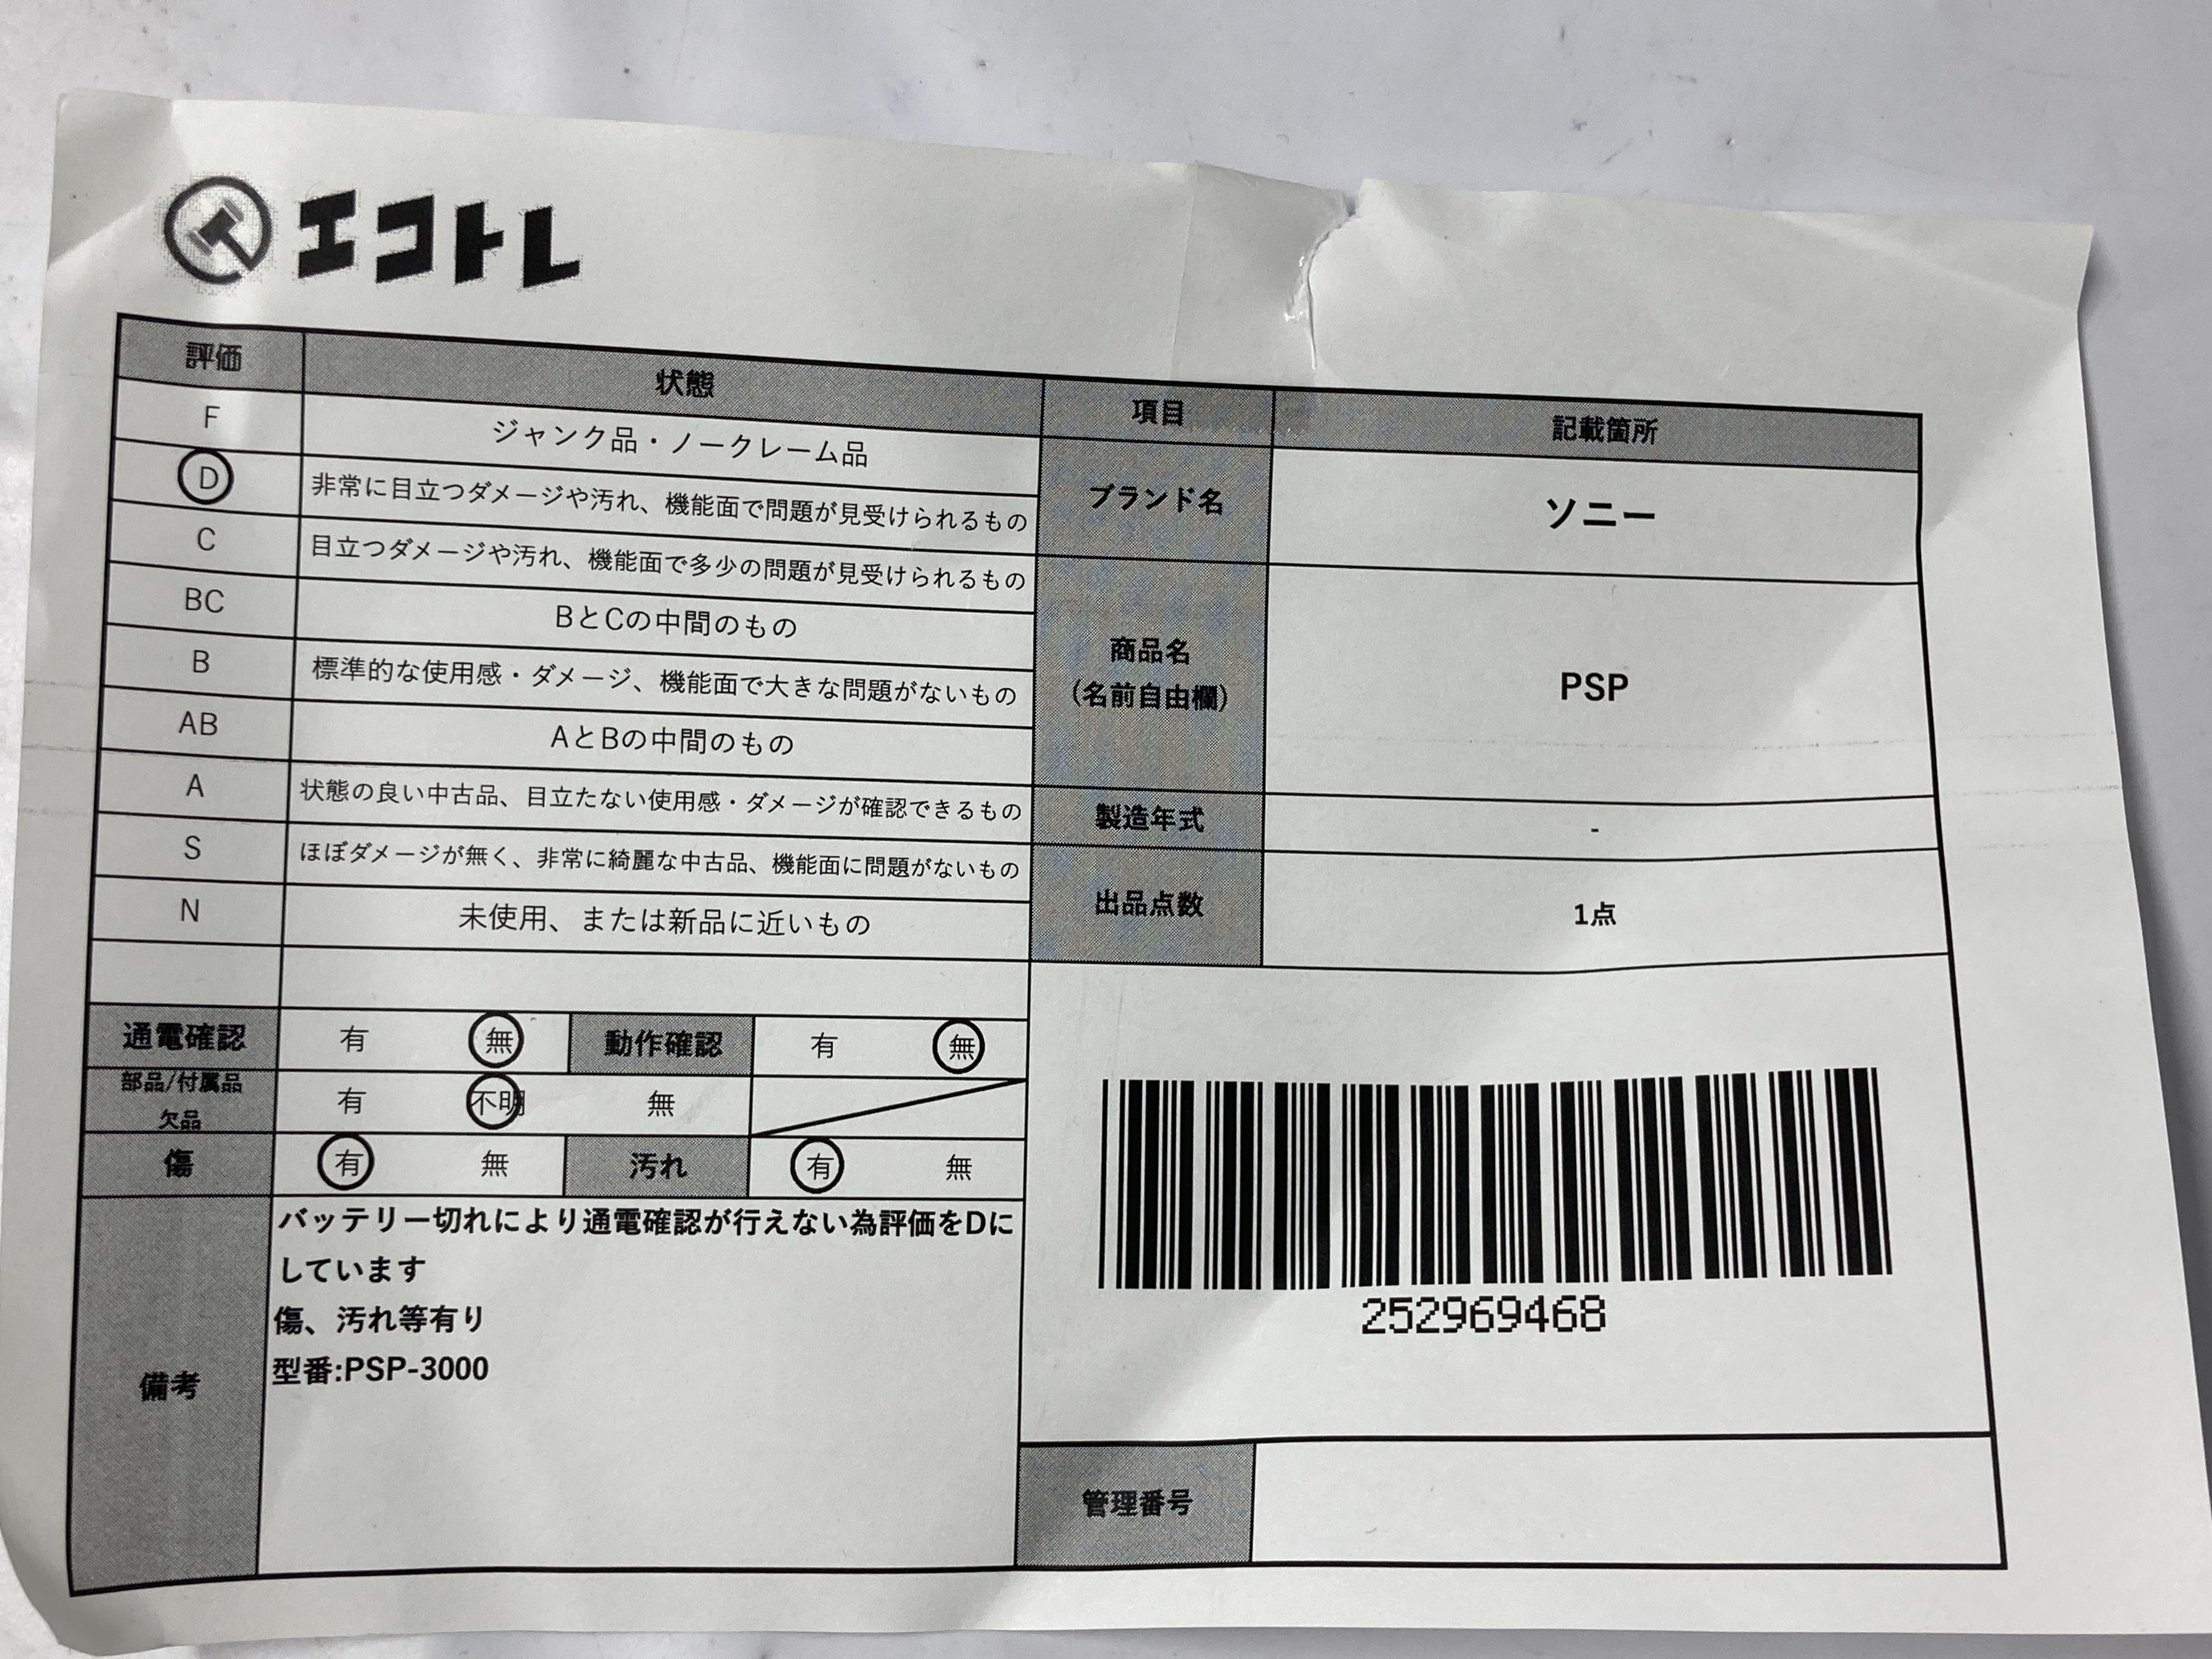 エコトレ
評価 状態 項目 記載箇所
F ジャンク品・ノークレーム品
D 非常に目立つダメージや汚れ、機能面で問題が見受けられるもの
ブランド名 ソニー
C 目立つダメージや汚れ、機能面で多少の問題が見受けられるもの
BC BとCの中間のもの
商品名
(名前自由欄)
PSP
B 標準的な使用感・ダメージ、機能面で大きな問題がないもの
AB AとBの中間のもの
A 状態の良い中古品、目立たない使用感・ダメージが確認できるもの
製造年式 -
S ほぼダメージが無く、非常に綺麗な中古品、機能面に問題がないもの
出品点数 1点
N 未使用、または新品に近いもの
通電確認 有 無 動作確認 有 無
部品/付属品
欠品
有 不明 無
傷 有 無 汚れ 有 無
備考
バッテリー切れにより通電確認が行えない為評価をDに
しています
傷、汚れ等有り
型番:PSP-3000
252969468
管理番号